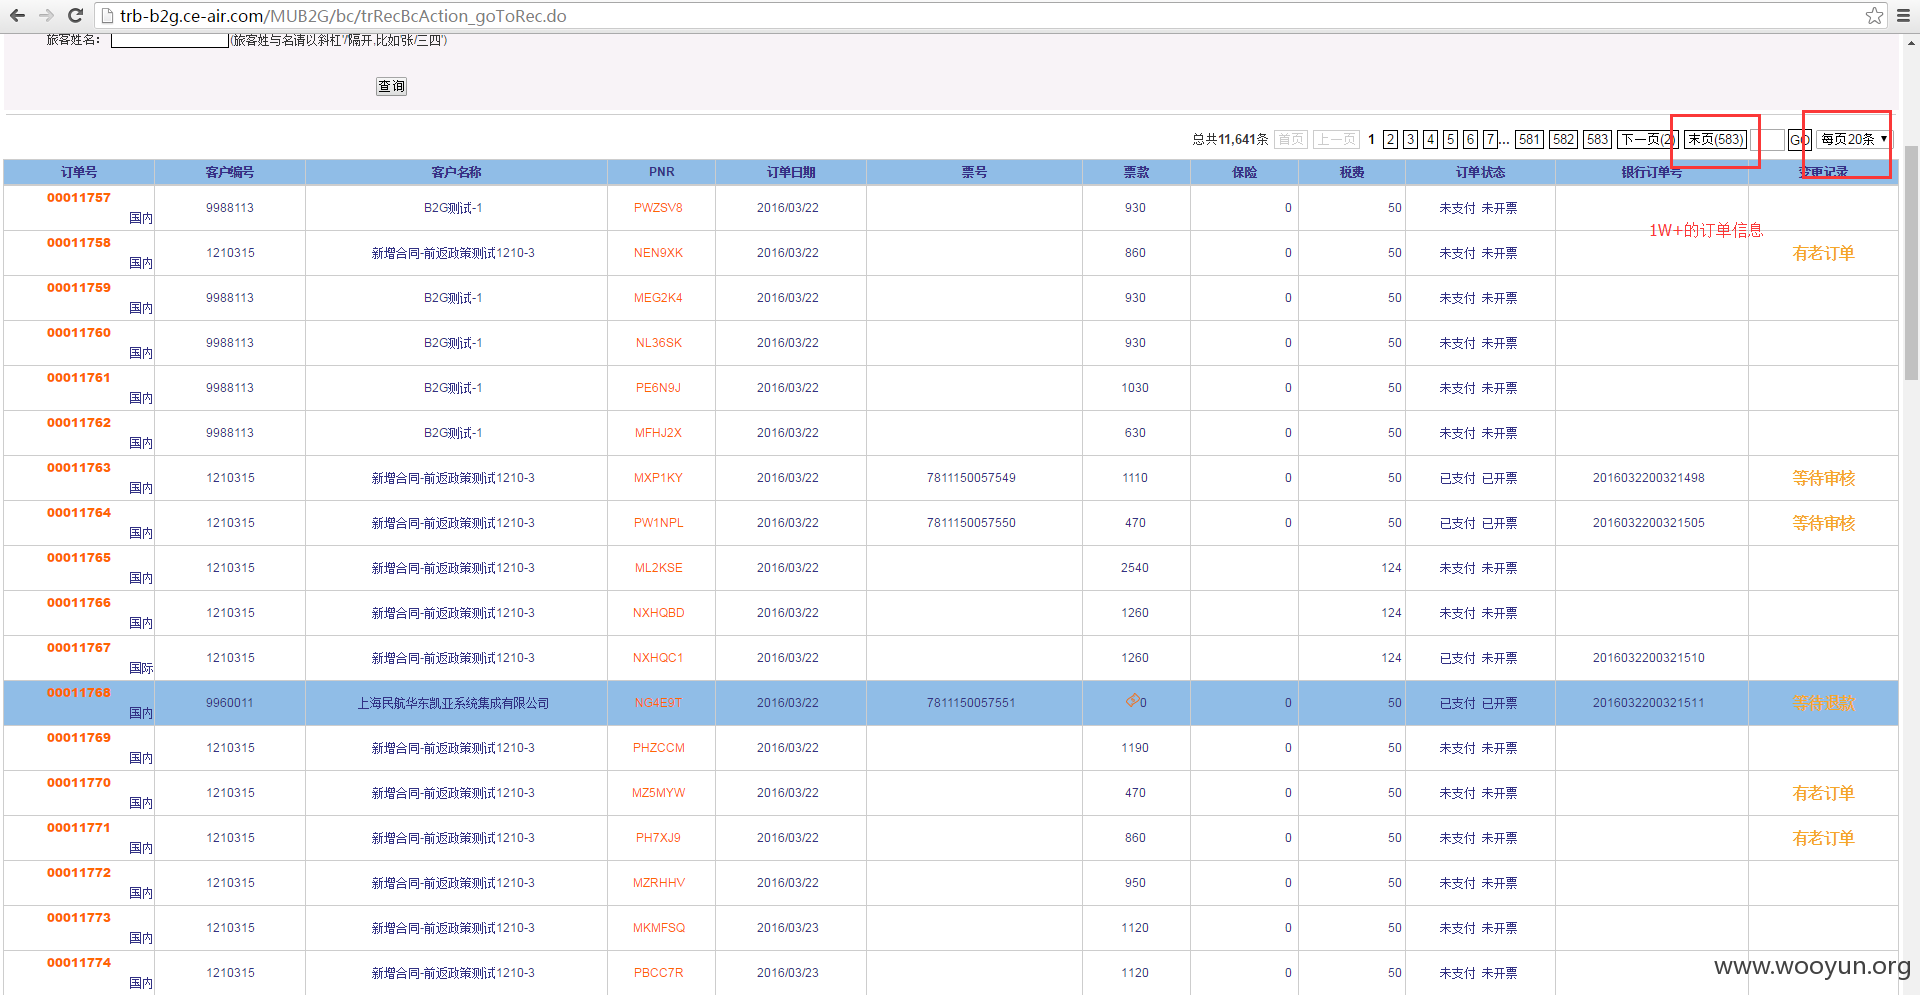 trb-b2g.ce-air.com/MUB2G/bc/trRecBcAction_goToRec.do
旅客姓名: (旅客姓与名请以斜杠'/'隔开,比如'张/三四')
查询
总共11,641条 首页 上一页 1 2 3 4 5 6 7... 581 582 583 下一页(2) 末页(583) GO 每页20条
订单号 客户编号 客户名称 PNR 订单日期 票号 票款 保险 税费 订单状态 银行订单号 变更记录
00011757 国内 9988113 B2G测试-1 PWZSV8 2016/03/22 930 0 50 未支付 未开票
1W+的订单信息
00011758 国内 1210315 新增合同-前返政策测试1210-3 NEN9XK 2016/03/22 860 0 50 未支付 未开票 有老订单
00011759 国内 9988113 B2G测试-1 MEG2K4 2016/03/22 930 0 50 未支付 未开票
00011760 国内 9988113 B2G测试-1 NL36SK 2016/03/22 930 0 50 未支付 未开票
00011761 国内 9988113 B2G测试-1 PE6N9J 2016/03/22 1030 0 50 未支付 未开票
00011762 国内 9988113 B2G测试-1 MFHJ2X 2016/03/22 630 0 50 未支付 未开票
00011763 国内 1210315 新增合同-前返政策测试1210-3 MXP1KY 2016/03/22 7811150057549 1110 0 50 已支付 已开票 2016032200321498 等待审核
00011764 国内 1210315 新增合同-前返政策测试1210-3 PW1NPL 2016/03/22 7811150057550 470 0 50 已支付 已开票 2016032200321505 等待审核
00011765 国内 1210315 新增合同-前返政策测试1210-3 ML2KSE 2016/03/22 2540 124 未支付 未开票
00011766 国内 1210315 新增合同-前返政策测试1210-3 NXHQBD 2016/03/22 1260 124 未支付 未开票
00011767 国际 1210315 新增合同-前返政策测试1210-3 NXHQC1 2016/03/22 1260 124 已支付 未开票 2016032200321510
00011768 国内 9960011 上海民航华东凯亚系统集成有限公司 NG4E9T 2016/03/22 7811150057551 0 0 50 已支付 已开票 2016032200321511 等待退款
00011769 国内 1210315 新增合同-前返政策测试1210-3 PHZCCM 2016/03/22 1190 0 50 未支付 未开票
00011770 国内 1210315 新增合同-前返政策测试1210-3 MZ5MYW 2016/03/22 470 0 50 未支付 未开票 有老订单
00011771 国内 1210315 新增合同-前返政策测试1210-3 PH7XJ9 2016/03/22 860 0 50 未支付 未开票 有老订单
00011772 国内 1210315 新增合同-前返政策测试1210-3 MZRHHV 2016/03/22 950 0 50 未支付 未开票
00011773 国内 1210315 新增合同-前返政策测试1210-3 MKMFSQ 2016/03/23 1120 0 50 未支付 未开票
00011774 国内 1210315 新增合同-前返政策测试1210-3 PBCC7R 2016/03/23 1120 0 50 未支付 未开票
www.wooyun.org